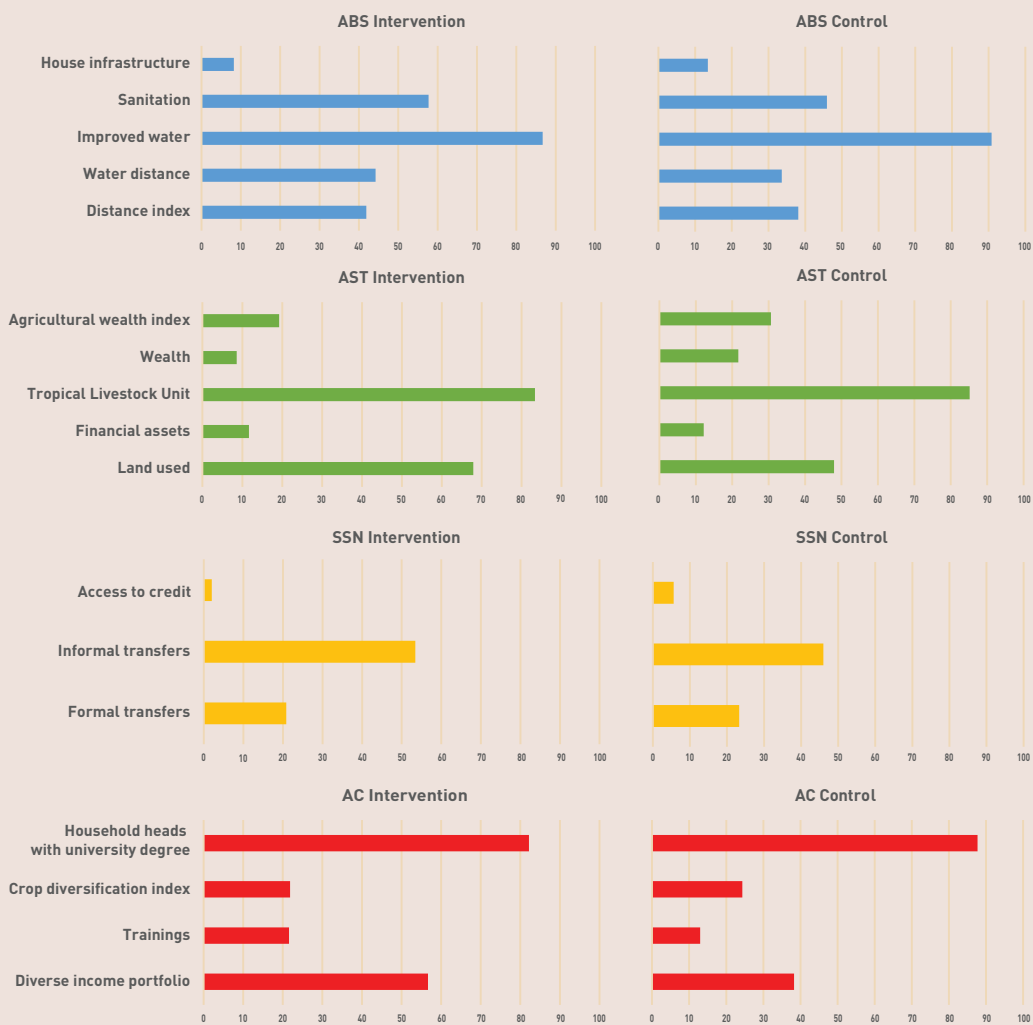 ABS Intervention
ABS Control
House infrastructure
Sanitation
Improved water
Water distance
Distance index
0 10 20 30 40 50 60 70 80 90 100
0 10 20 30 40 50 60 70 80 90 100
AST Intervention
AST Control
Agricultural wealth index
Wealth
Tropical Livestock Unit
Financial assets
Land used
0 10 20 30 40 50 60 70 80 90 100
0 10 20 30 40 50 60 70 80 90 100
SSN Intervention
SSN Control
Access to credit
Informal transfers
Formal transfers
0 10 20 30 40 50 60 70 80 90 100
0 10 20 30 40 50 60 70 80 90 100
AC Intervention
AC Control
Household heads
with university degree
Crop diversification index
Trainings
Diverse income portfolio
0 10 20 30 40 50 60 70 80 90 100
0 10 20 30 40 50 60 70 80 90 100